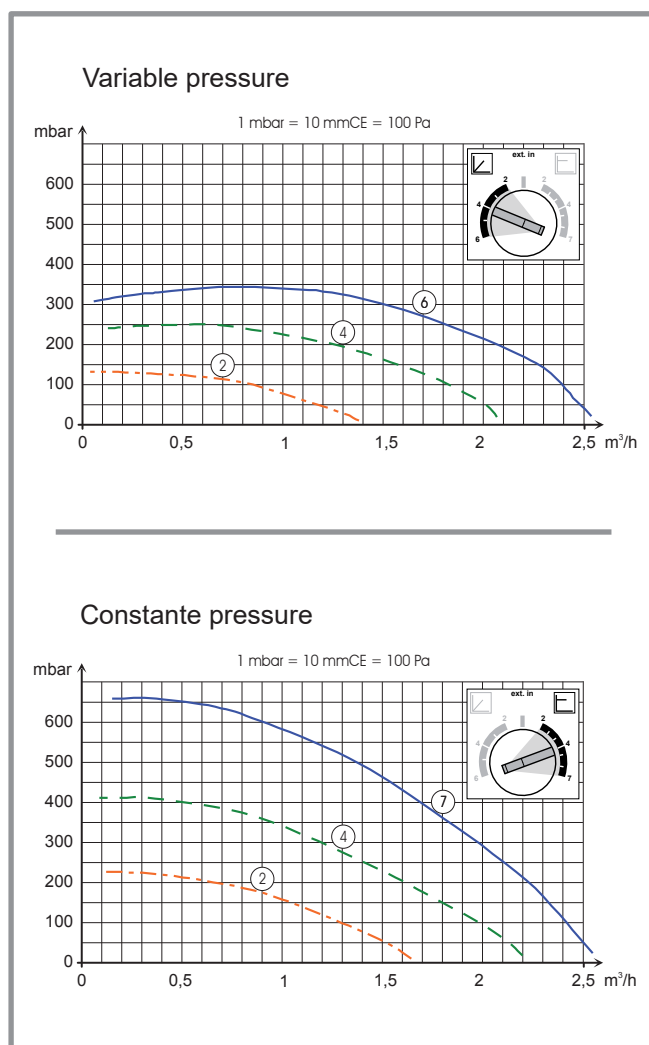 Variable pressure
1 mbar = 10 mmCE = 100 Pa
mbar
600
500
400
300
200
100
0
0 0,5 1 1,5 2 2,5 m³/h
6
4
2
ext. in
2 2
4 4
6 7
Constante pressure
1 mbar = 10 mmCE = 100 Pa
mbar
600
500
400
300
200
100
0
0 0,5 1 1,5 2 2,5 m³/h
7
4
2
ext. in
2 2
4 4
6 7